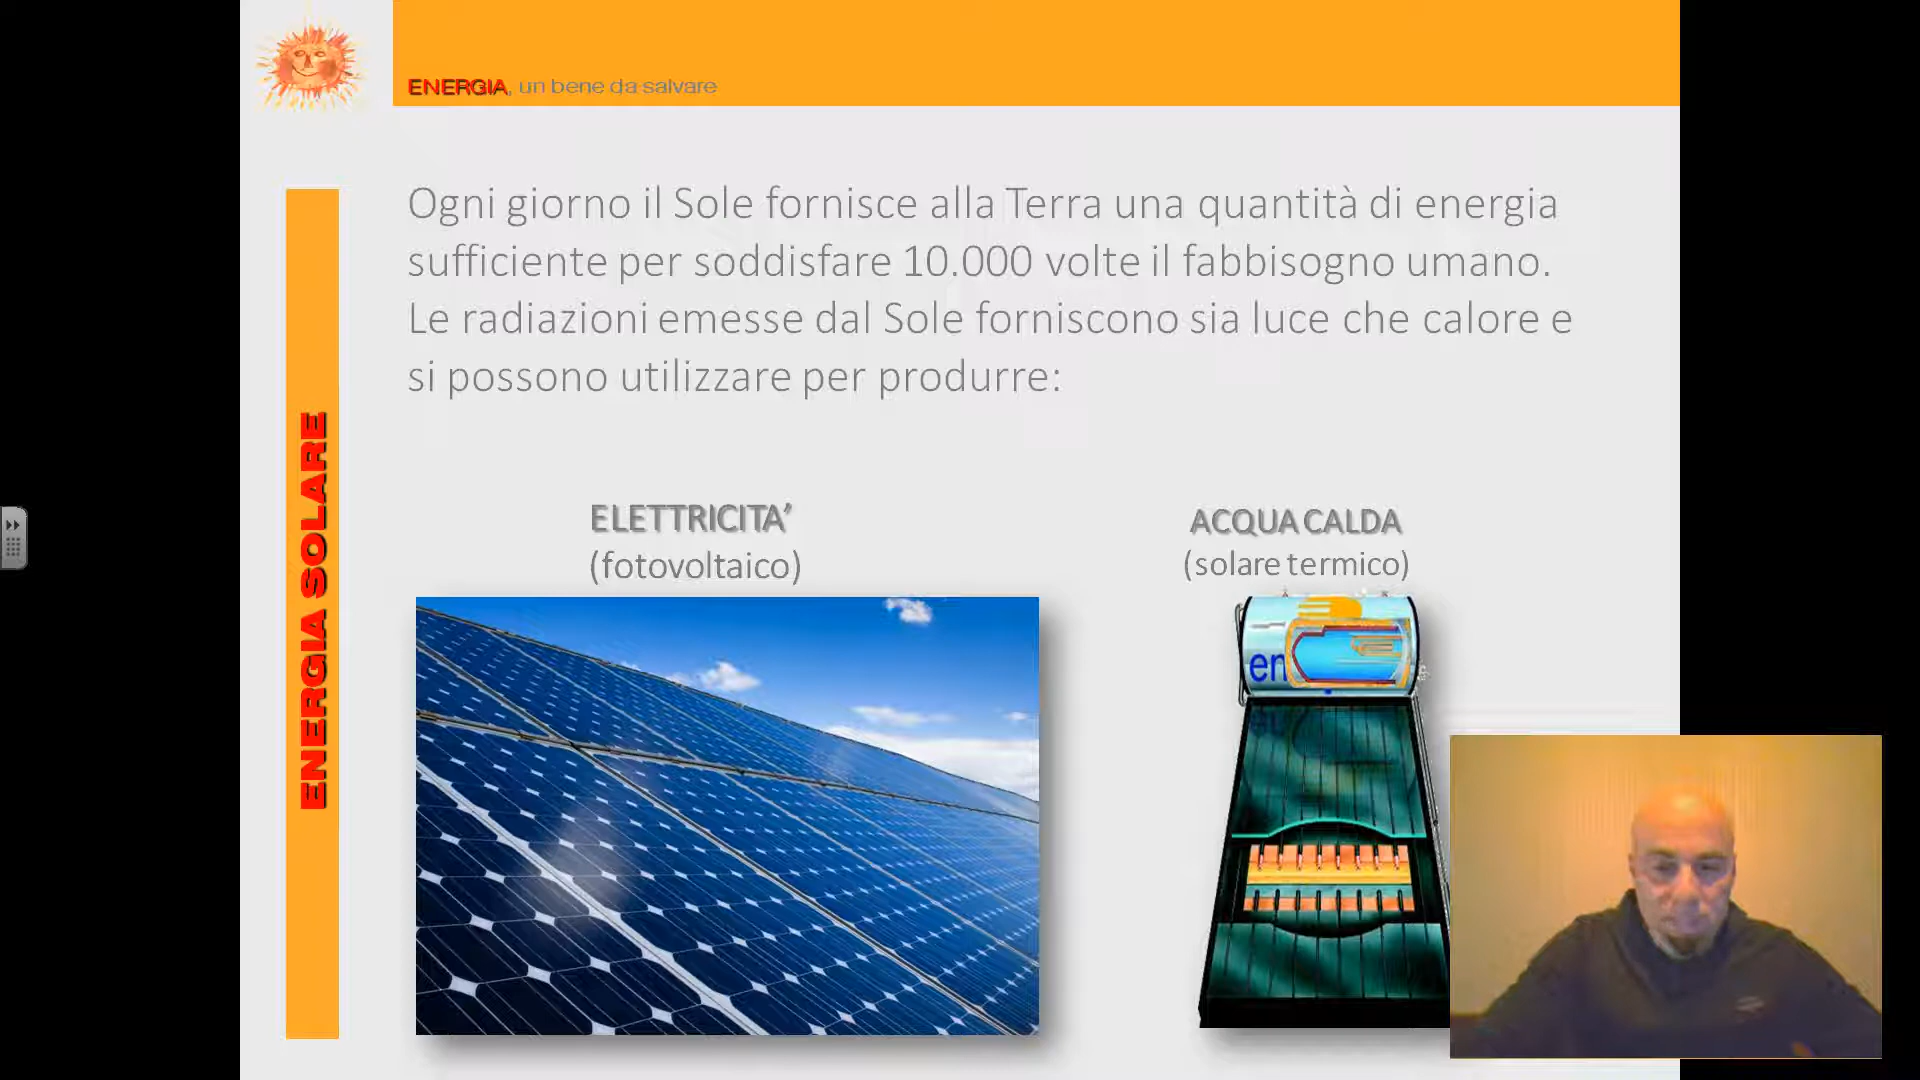 ENERGIA, un bene da salvare
Ogni giorno il Sole fornisce alla Terra una quantità di energia
sufficiente per soddisfare 10.000 volte il fabbisogno umano.
Le radiazioni emesse dal Sole forniscono sia luce che calore e
si possono utilizzare per produrre:
ENERGIA SOLARE
ELETTRICITA’
(fotovoltaico)
ACQUA CALDA
(solare termico)
en